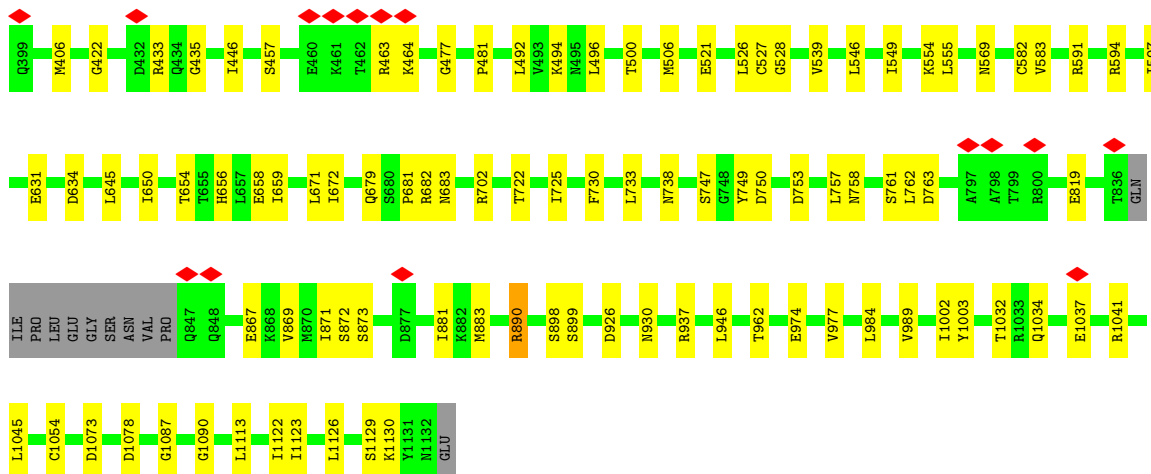 Q399 M406 G422 D432 R433 Q434 G435 I446 S457 E460 K461 T462 R463 K464 G477 P481 L492 V493 K494 N495 L496 T500 M506 E521 L526 C527 G528 V539 L546 I549 K554 L555 N569 C582 V583 R591 R594
E631 D634 L645 I650 T654 T655 H656 L657 E658 I659 L671 I672 Q679 S680 P681 R682 N683 R702 T722 I725 F730 L733 N738 S747 G748 Y749 D750 D753 L757 N758 S761 L762 D763 A797 A798 T799 R800 E819 T836 GLN
ILE PRO LEU GLU GLY SER ASN VAL PRO Q847 Q848 E867 K868 V869 M870 I871 S872 S873 D877 I881 K882 M883 R890 S898 S899 D926 N930 R937 L946 T962 E974 V977 L984 V989 I1002 Y1003 T1032 R1033 Q1034 E1037 R1041
L1045 C1054 D1073 D1078 G1087 G1090 L1113 I1122 I1123 L1126 S1129 K1130 Y1131 N1132 GLU